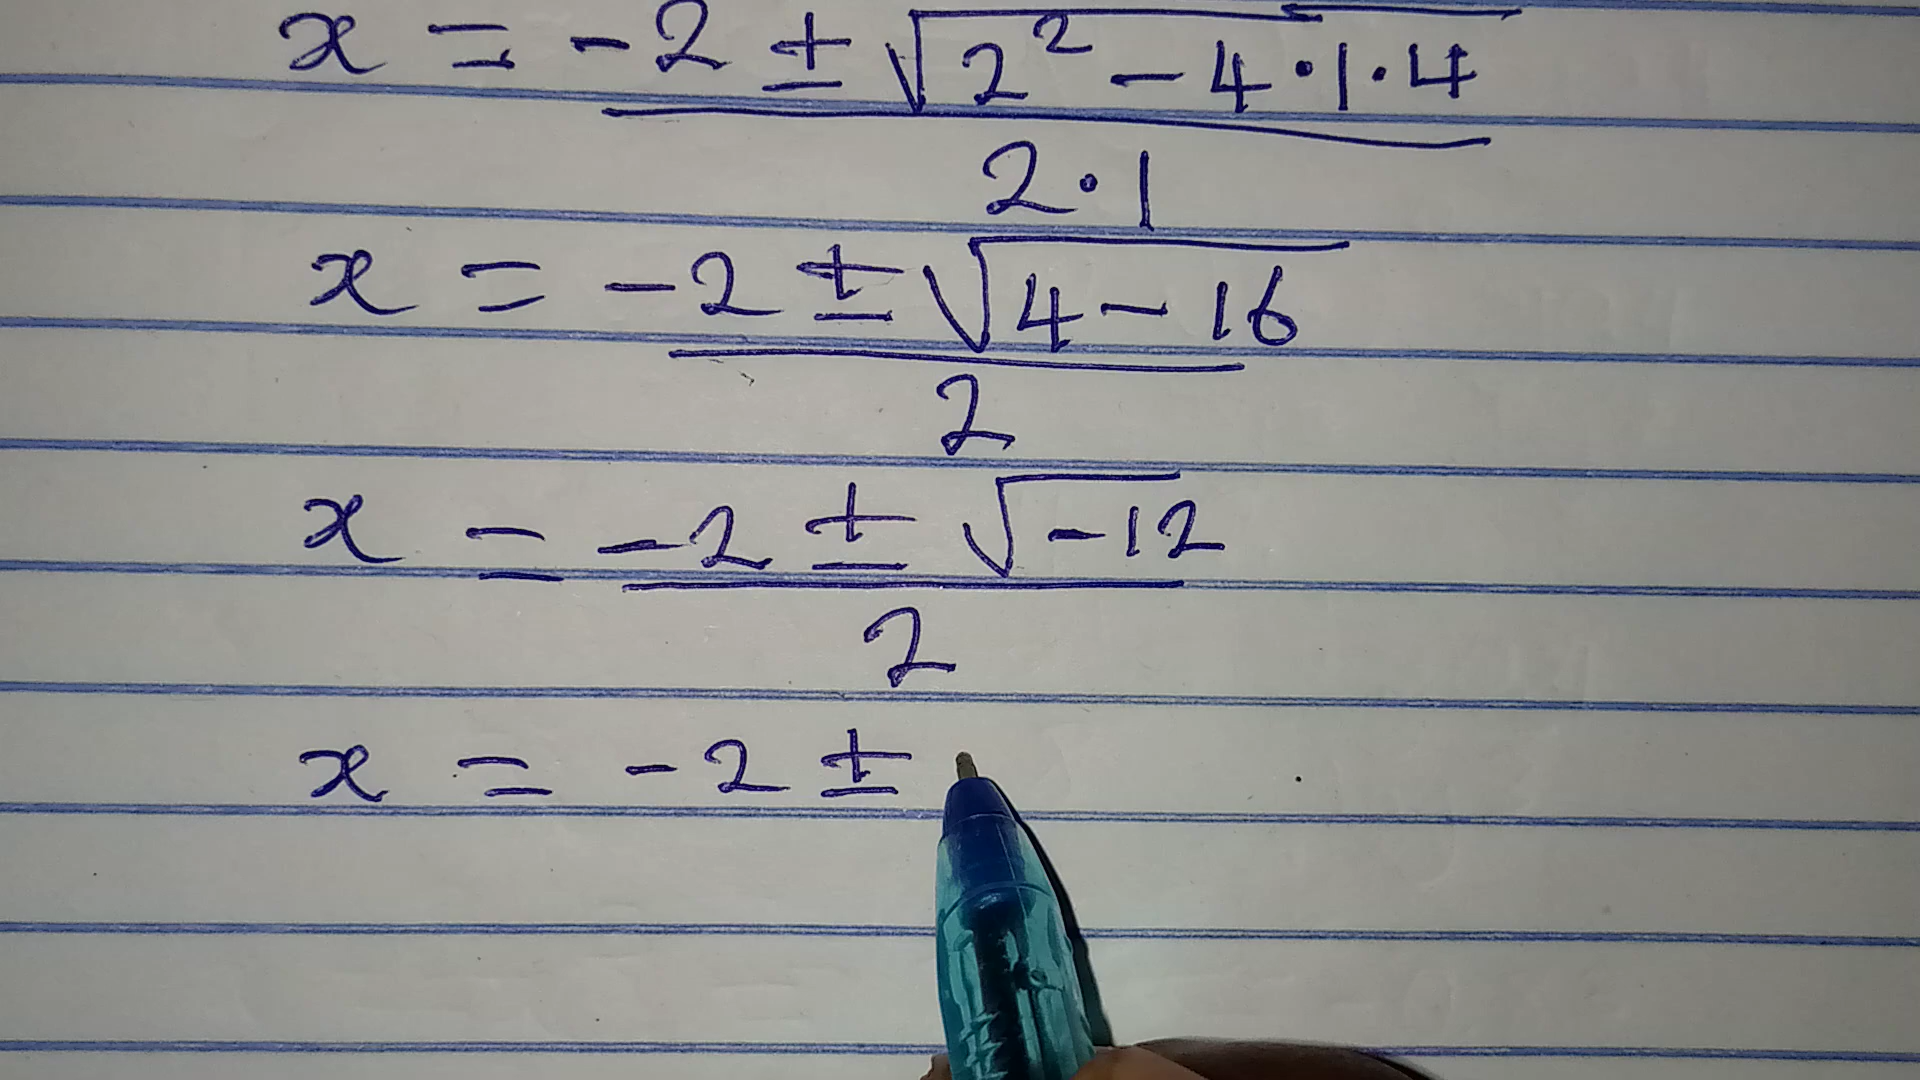 x = -2 ± √2² - 4·1·4
2·1
x = -2 ± √4 - 16
2
x = -2 ± √-12
2
x = -2 ±